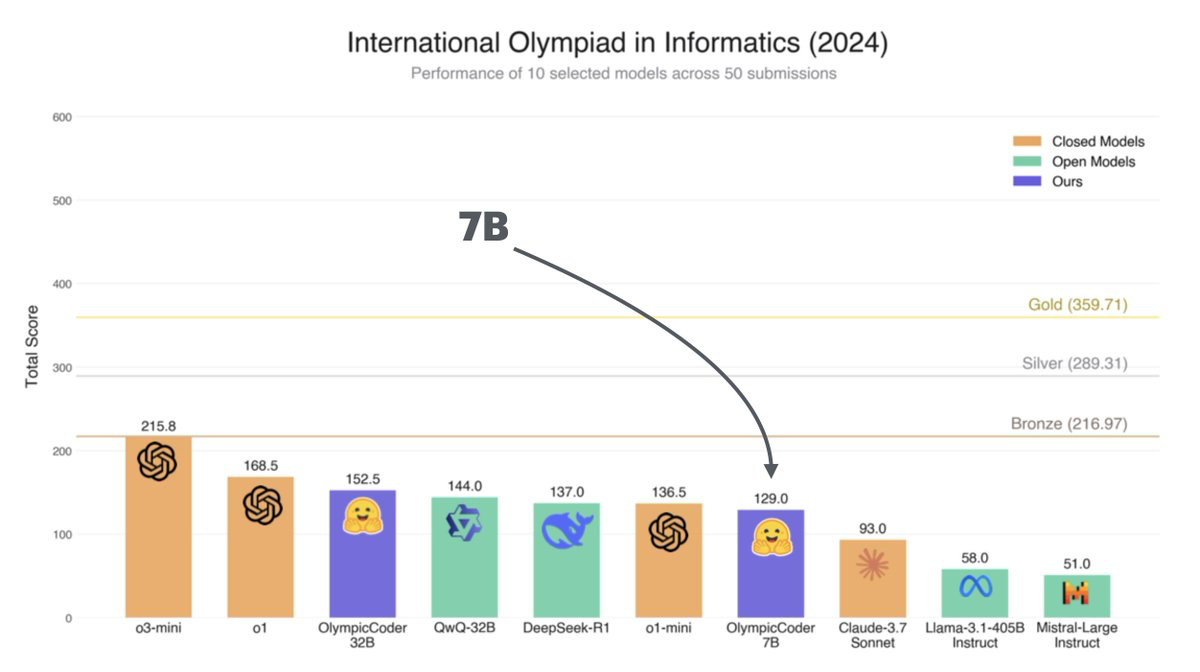 International Olympiad in Informatics (2024)
Performance of 10 selected models across 50 submissions
Closed Models
Open Models
Ours
Total Score
600
500
400
300
200
100
0
7B
Gold (359.71)
Silver (289.31)
Bronze (216.97)
215.8
168.5
152.5
144.0
137.0
136.5
129.0
93.0
58.0
51.0
o3-mini
o1
OlympicCoder
32B
QwQ-32B
DeepSeek-R1
o1-mini
OlympicCoder
7B
Claude-3.7
Sonnet
Llama-3.1-405B
Instruct
Mistral-Large
Instruct